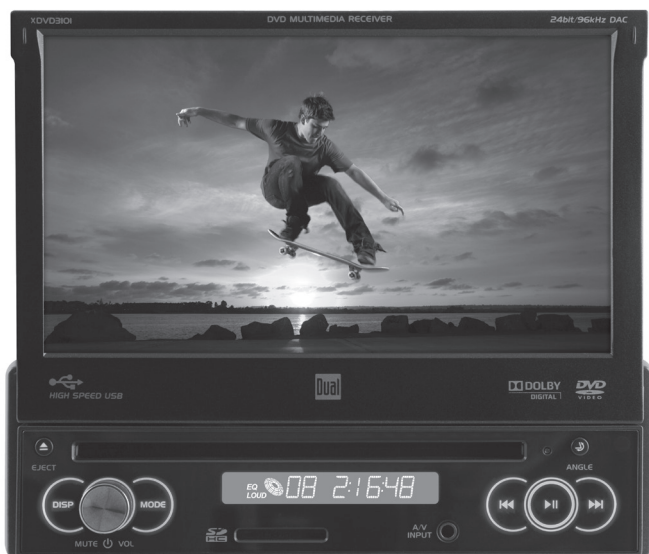 XDVD3101 DVD MULTIMEDIA RECEIVER 24bit/96kHz DAC
HIGH SPEED USB Dual DOLBY DIGITAL DVD VIDEO
EJECT ANGLE
DISP MODE EQ LOUD 08 2:16:48
MUTE VOL SD HC A/V INPUT